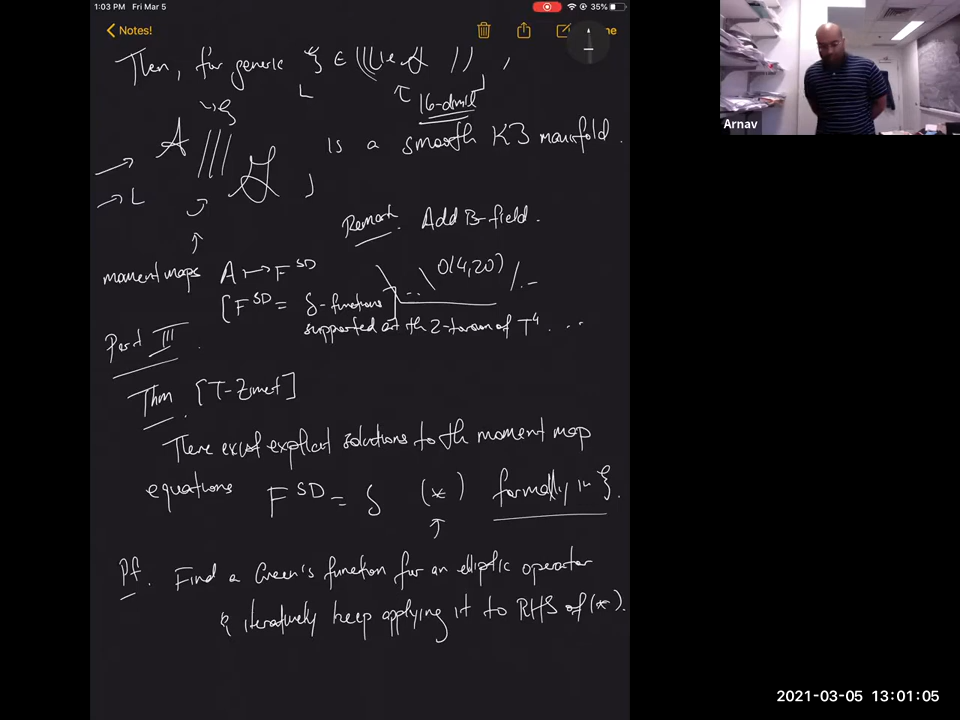 1:03 PM Fri Mar 5
35%
Notes!
Then, for generic ξ ∈ (((Lie 𝒢))) ,
16-dim'l
ξ
A /// 𝒢 is a smooth K3 manifold.
L
Remark. Add B-field.
moment maps A ↦ F^SD O(4,20)
[F^SD = δ-functions]
supported at the 2-torsion of T⁴ ...
Part III.
Thm. [T-Zimet]
There exist explicit solutions to the moment map
equations F^SD = δ (*) formally in ξ.
Pf. Find a Green's function for an elliptic operator
& iteratively keep applying it to RHS of (*).
Arnav
2021-03-05 13:01:05